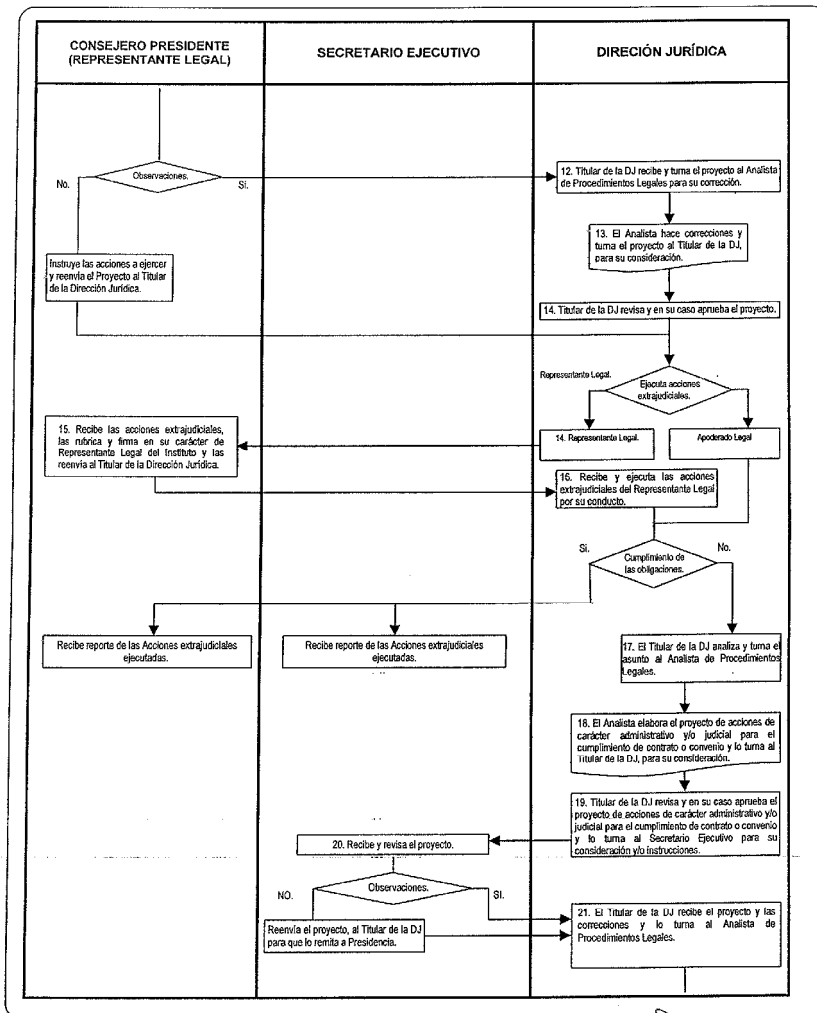 CONSEJERO PRESIDENTE
(REPRESENTANTE LEGAL)
SECRETARIO EJECUTIVO
DIRECIÓN JURÍDICA
Observaciones.
No.
Si.
12. Titular de la DJ recibe y turna el proyecto al Analista
de Procedimientos Legales para su corrección.
13. El Analista hace correcciones y
turna el proyecto al Titular de la DJ,
para su consideración.
Instruye las acciones a ejercer
y reenvia el Proyecto al Titular
de la Dirección Jurídica.
14. Titular de la DJ revisa y en su caso aprueba el proyecto.
Representante Legal.
Ejecuta acciones
extrajudiciales.
14. Representante Legal.
Apoderado Legal
15. Recibe las acciones extrajudiciales,
las rubrica y firma en su carácter de
Representante Legal del Instituto y las
reenvia al Titular de la Dirección Jurídica.
16. Recibe y ejecuta las acciones
extrajudiciales del Representante Legal
por su conducto.
Si.
Cumplimiento de
las obligaciones.
No.
Recibe reporte de las Acciones extrajudiciales
ejecutadas.
Recibe reporte de las Acciones extrajudiciales
ejecutadas.
17. El Titular de la DJ analiza y turna el
asunto al Analista de Procedimientos
Legales.
18. El Analista elabora el proyecto de acciones de
carácter administrativo y/o judicial para el
cumplimiento de contrato o convenio y lo turna al
Titular de la DJ, para su consideración.
19. Titular de la DJ revisa y en su caso aprueba el
proyecto de acciones de carácter administrativo y/o
judicial para el cumplimiento de contrato o convenio
y lo turna al Secretario Ejecutivo para su
consideración y/o instrucciones.
20. Recibe y revisa el proyecto.
NO.
Observaciones.
SI.
Reenvía el proyecto, al Titular de la DJ
para que lo remita a Presidencia.
21. El Titular de la DJ recibe el proyecto y las
correcciones y lo turna al Analista de
Procedimientos Legales.